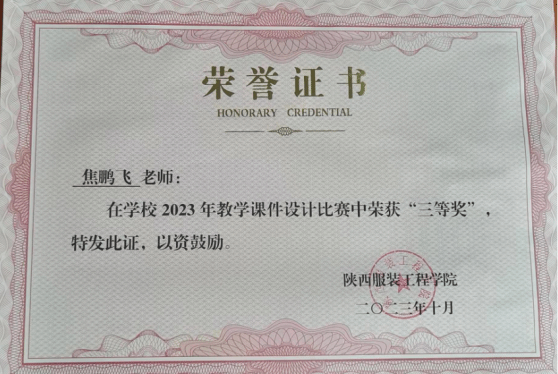 荣誉证书
HONORARY CREDENTIAL
焦鹏飞 老师：
在学校 2023 年教学课件设计比赛中荣获“三等奖”，
特发此证，以资鼓励。
陕西服装工程学院
二〇二三年十月